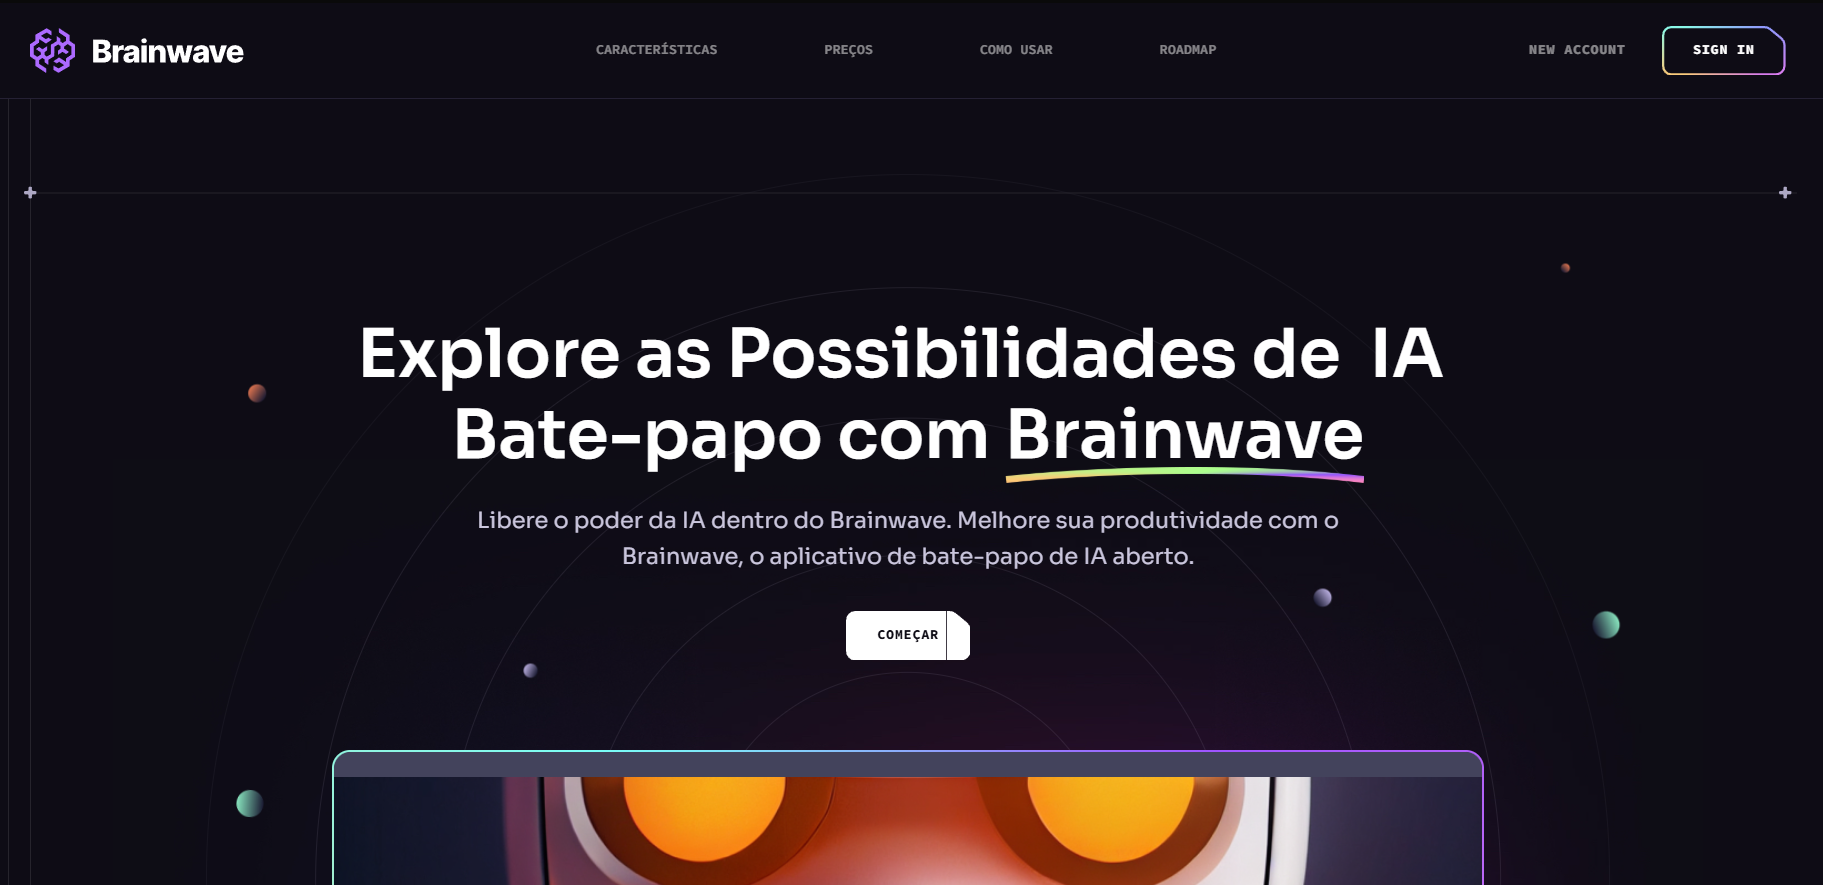 Brainwave
CARACTERÍSTICAS
PREÇOS
COMO USAR
ROADMAP
NEW ACCOUNT
SIGN IN
Explore as Possibilidades de IA
Bate-papo com Brainwave
Libere o poder da IA dentro do Brainwave. Melhore sua produtividade com o
Brainwave, o aplicativo de bate-papo de IA aberto.
COMEÇAR